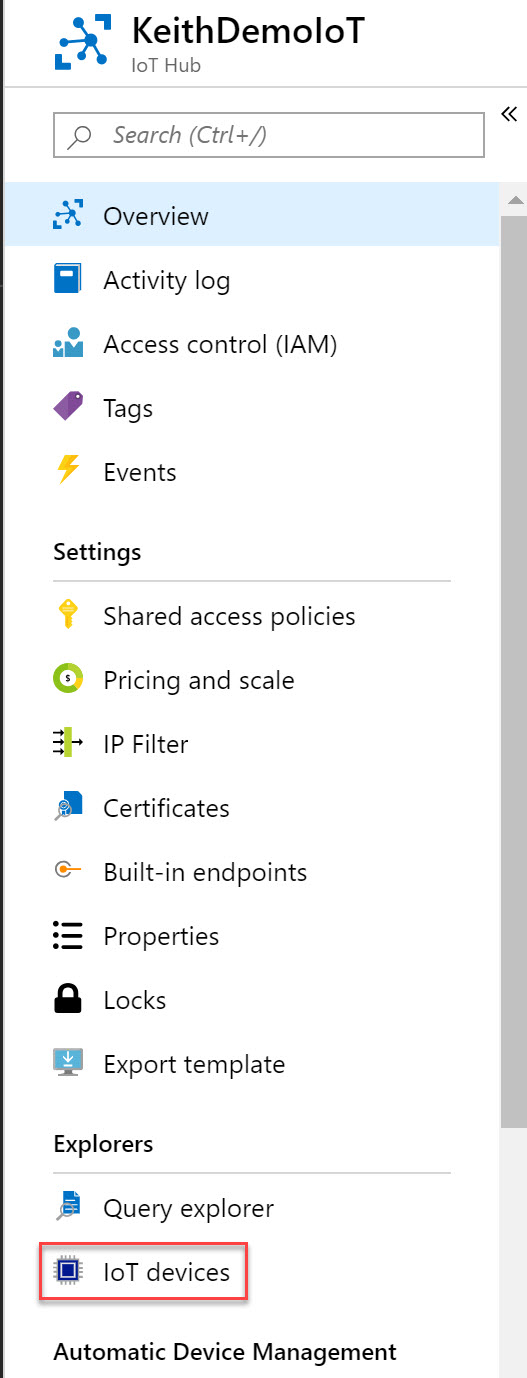 KeithDemoIoT
IoT Hub
«
Search (Ctrl+/)
Overview
Activity log
Access control (IAM)
Tags
Events
Settings
Shared access policies
Pricing and scale
IP Filter
Certificates
Built-in endpoints
Properties
Locks
Export template
Explorers
Query explorer
IoT devices
Automatic Device Management